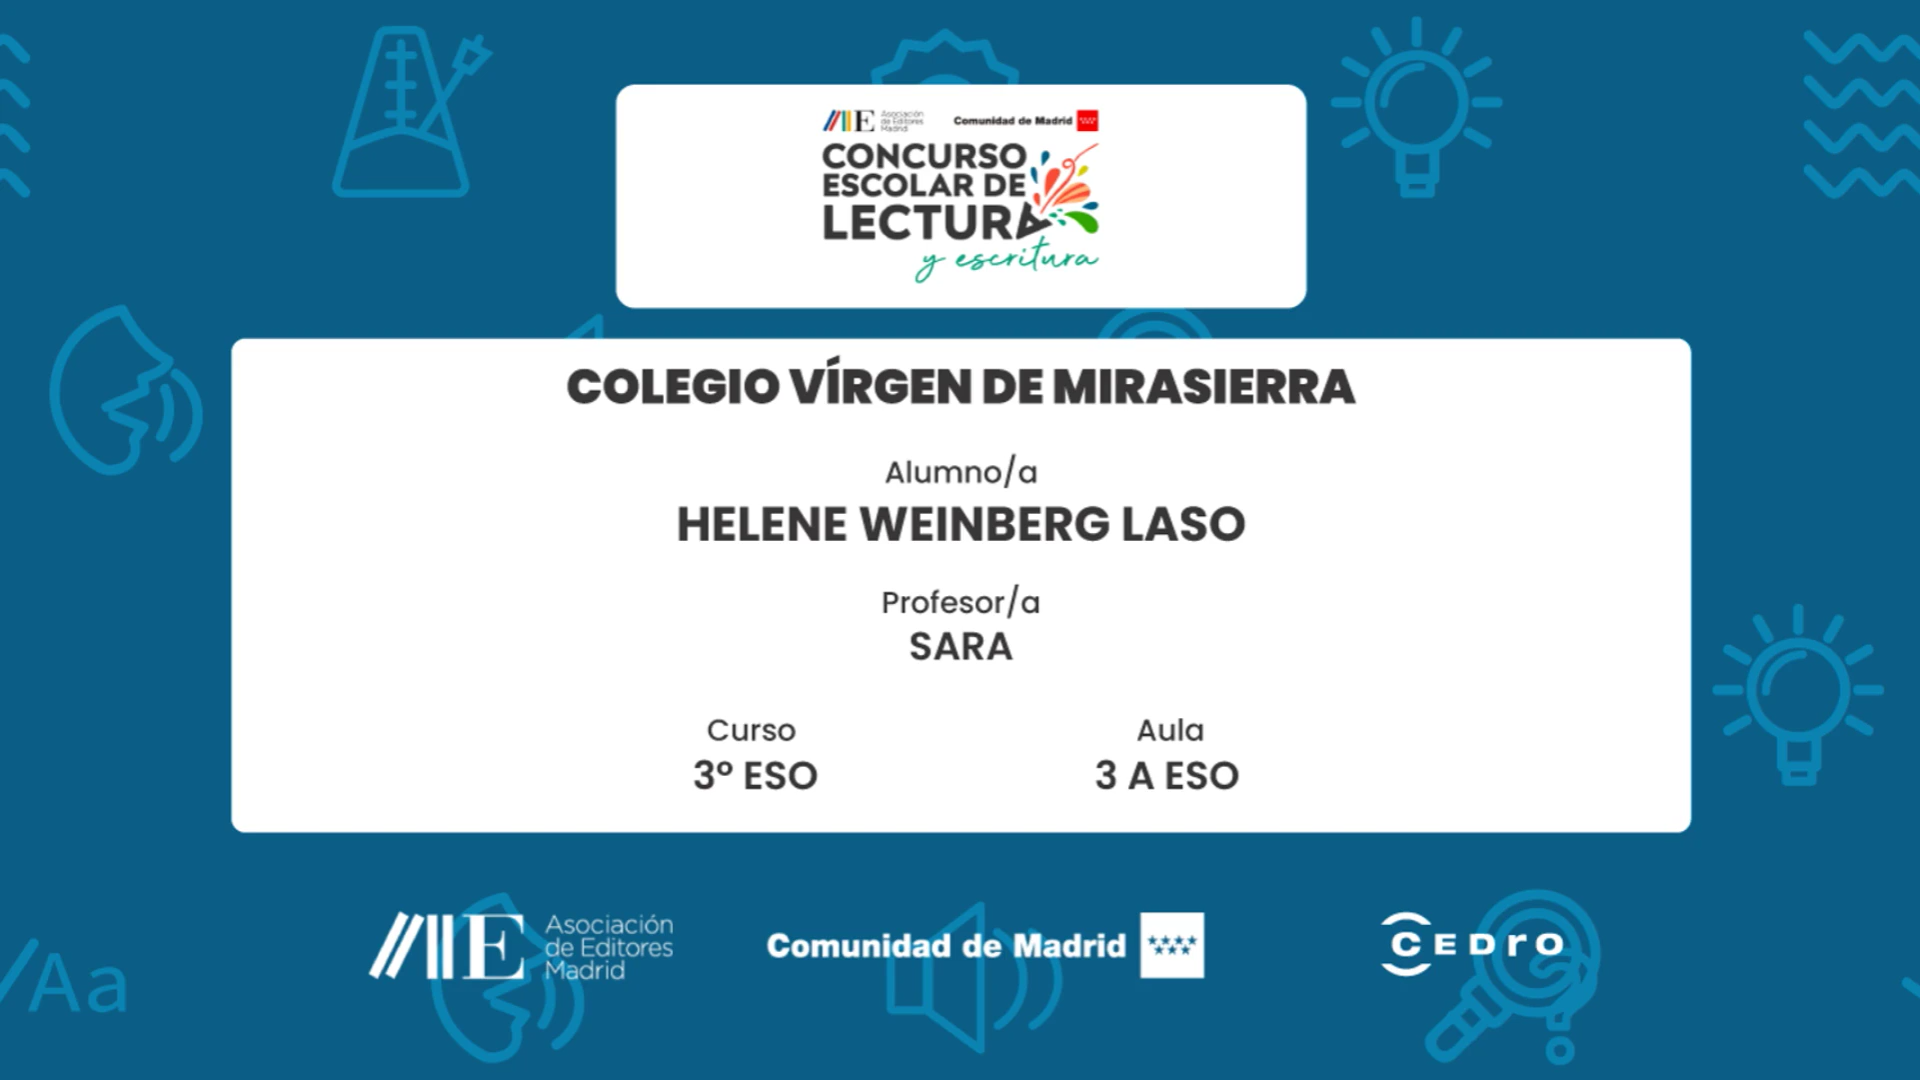 Asociación
de Editores
Madrid
Comunidad de Madrid
CONCURSO
ESCOLAR DE
LECTURA
y escritura
COLEGIO VÍRGEN DE MIRASIERRA
Alumno/a
HELENE WEINBERG LASO
Profesor/a
SARA
Curso
3º ESO
Aula
3 A ESO
Aa
AE Asociación
de Editores
Madrid
Comunidad de Madrid
CEDRO